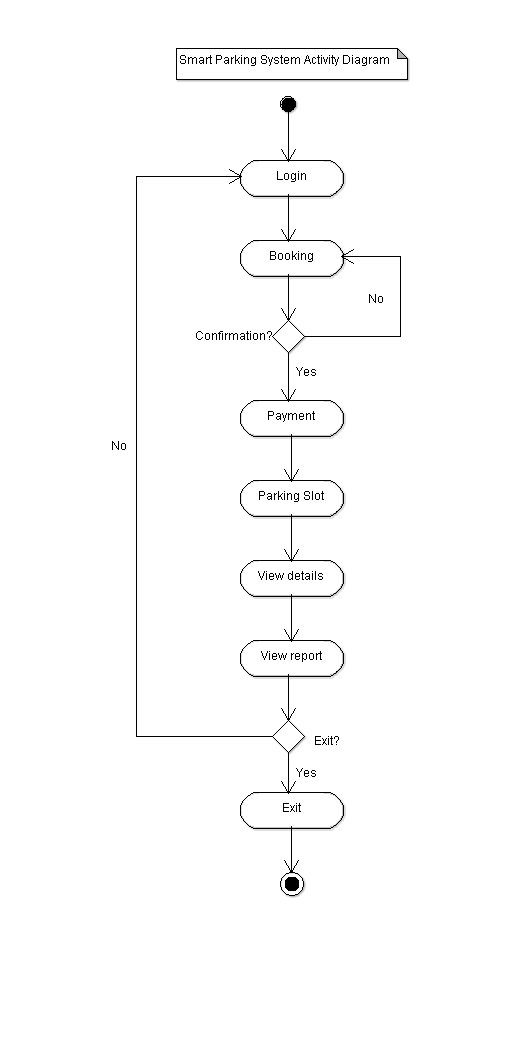 Smart Parking System Activity Diagram
Login
Booking
No
Confirmation?
Yes
Payment
No
Parking Slot
View details
View report
Exit?
Yes
Exit